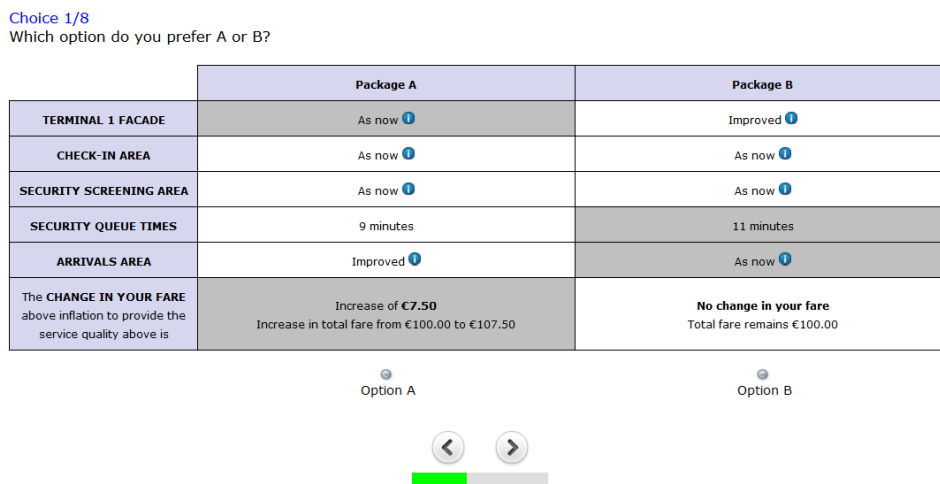 Choice 1/8
Which option do you prefer A or B?
Package A Package B
TERMINAL 1 FACADE As now Improved
CHECK-IN AREA As now As now
SECURITY SCREENING AREA As now As now
SECURITY QUEUE TIMES 9 minutes 11 minutes
ARRIVALS AREA Improved As now
The CHANGE IN YOUR FARE
above inflation to provide the
service quality above is
Increase of €7.50
Increase in total fare from €100.00 to €107.50
No change in your fare
Total fare remains €100.00
Option A Option B